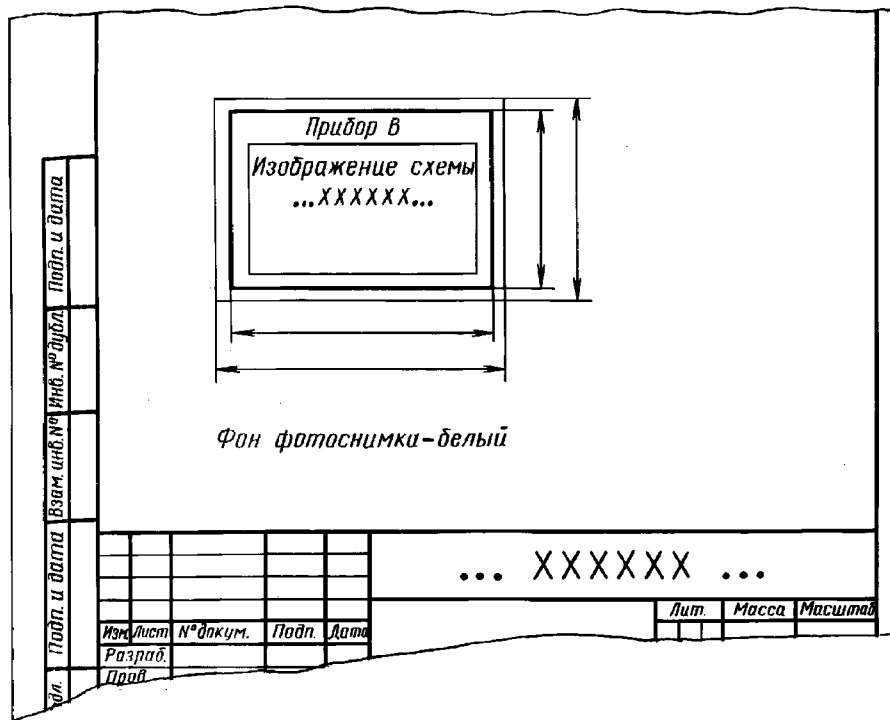 Прибор В
Изображение схемы
...XXXXXX...
Фон фотоснимка-белый
Подп. и дата
Инв. № дубл.
Взам. инв. №
Подп. и дата
... XXXXXX ...
Лит. Масса Масштаб
Изм Лист № докум. Подп. Дата
Разраб.
Пров